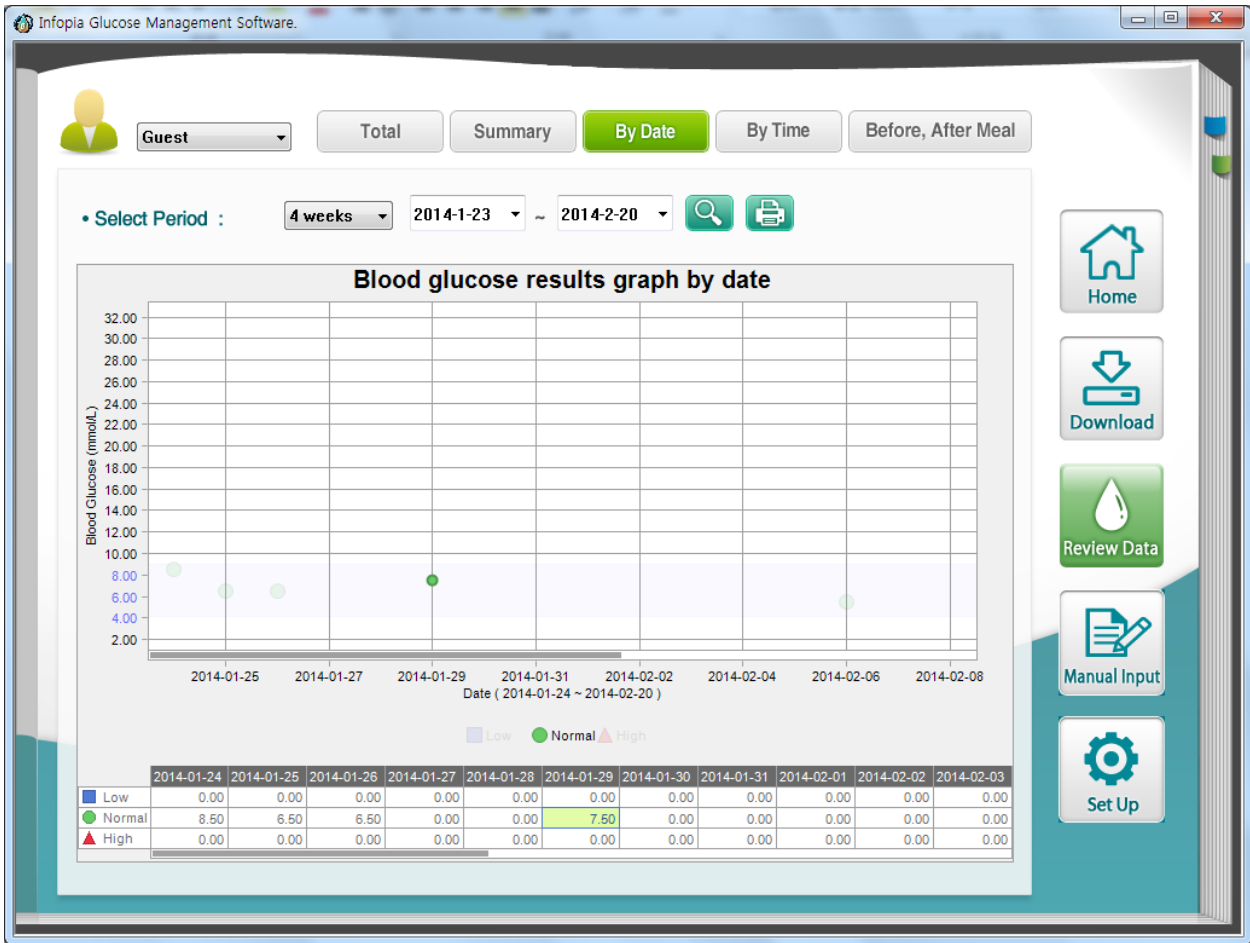 Infopia Glucose Management Software.
Guest Total Summary By Date By Time Before, After Meal
• Select Period : 4 weeks 2014-1-23 ~ 2014-2-20
Blood glucose results graph by date
Blood Glucose (mmol/L)
32.00
30.00
28.00
26.00
24.00
22.00
20.00
18.00
16.00
14.00
12.00
10.00
8.00
6.00
4.00
2.00
2014-01-25 2014-01-27 2014-01-29 2014-01-31 2014-02-02 2014-02-04 2014-02-06 2014-02-08
Date ( 2014-01-24 ~ 2014-02-20 )
Low Normal High
2014-01-24 2014-01-25 2014-01-26 2014-01-27 2014-01-28 2014-01-29 2014-01-30 2014-01-31 2014-02-01 2014-02-02 2014-02-03
Low 0.00 0.00 0.00 0.00 0.00 0.00 0.00 0.00 0.00 0.00 0.00
Normal 8.50 6.50 6.50 0.00 0.00 7.50 0.00 0.00 0.00 0.00 0.00
High 0.00 0.00 0.00 0.00 0.00 0.00 0.00 0.00 0.00 0.00 0.00
Home
Download
Review Data
Manual Input
Set Up